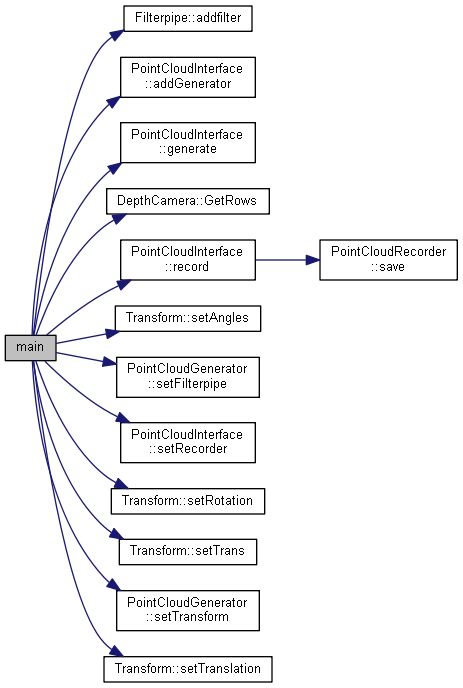 Filterpipe::addfilter
PointCloudInterface
::addGenerator
PointCloudInterface
::generate
DepthCamera::GetRows
PointCloudInterface
::record
PointCloudRecorder
::save
Transform::setAngles
main
PointCloudGenerator
::setFilterpipe
PointCloudInterface
::setRecorder
Transform::setRotation
Transform::setTrans
PointCloudGenerator
::setTransform
Transform::setTranslation